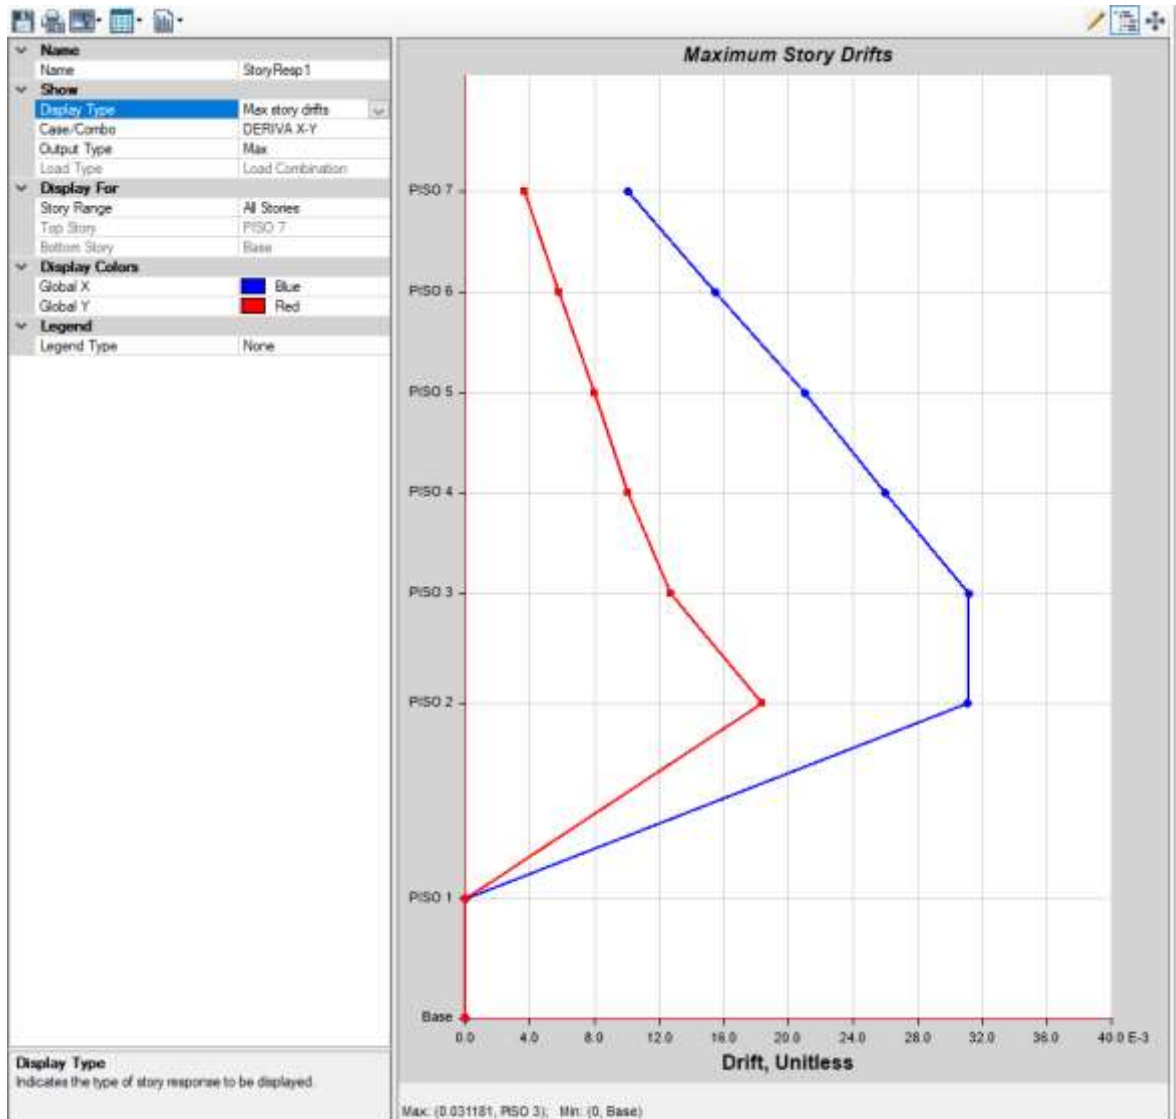 Name
Name StoryResp1
Show
Display Type Max story drifts
Case/Combo DERIVA X-Y
Output Type Max
Load Type Load Combination
Display For
Story Range All Stories
Top Story PISO 7
Bottom Story Base
Display Colors
Global X Blue
Global Y Red
Legend
Legend Type None
Display Type
Indicates the type of story response to be displayed.
Maximum Story Drifts
PISO 7
PISO 6
PISO 5
PISO 4
PISO 3
PISO 2
PISO 1
Base
0.0 4.0 8.0 12.0 16.0 20.0 24.0 28.0 32.0 36.0 40.0 E-3
Drift, Unitless
Max: (0.031181, PISO 3); Min: (0, Base)